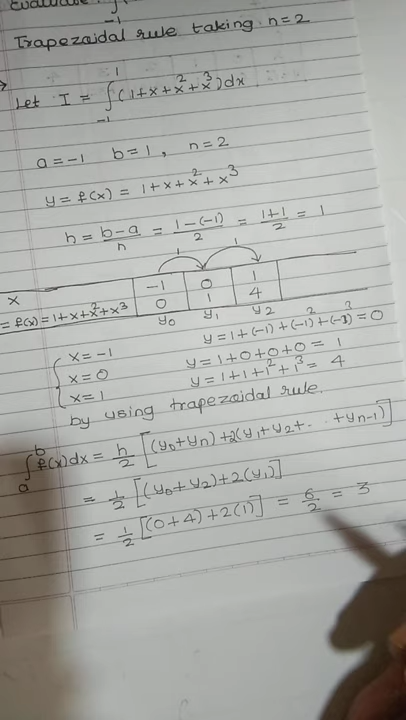 Evaluate ∫
-1
Trapezoidal rule taking n=2
Let I = ∫₋₁¹ (1+x+x²+x³)dx
a=-1 b=1, n=2
y=f(x) = 1+x+x²+x³
h = b-a/n = 1-(-1)/2 = 1+1/2 = 1
1 1
x -1 0 1
=f(x)=1+x+x²+x³ 0 1 4
y₀ y₁ y₂
x=-1 y=1+(-1)+(-1)²+(-1)³=0
x=0 y=1+0+0+0= 1
x=1 y=1+1+1²+1³= 4
by using trapezoidal rule.
∫ₐᵇ f(x)dx = h/2 [(y₀+yn)+2(y₁+y₂+. . +yn-1)]
= 1/2 [(y₀+y₂)+2(y₁)]
= 1/2 [(0+4)+2(1)] = 6/2 = 3